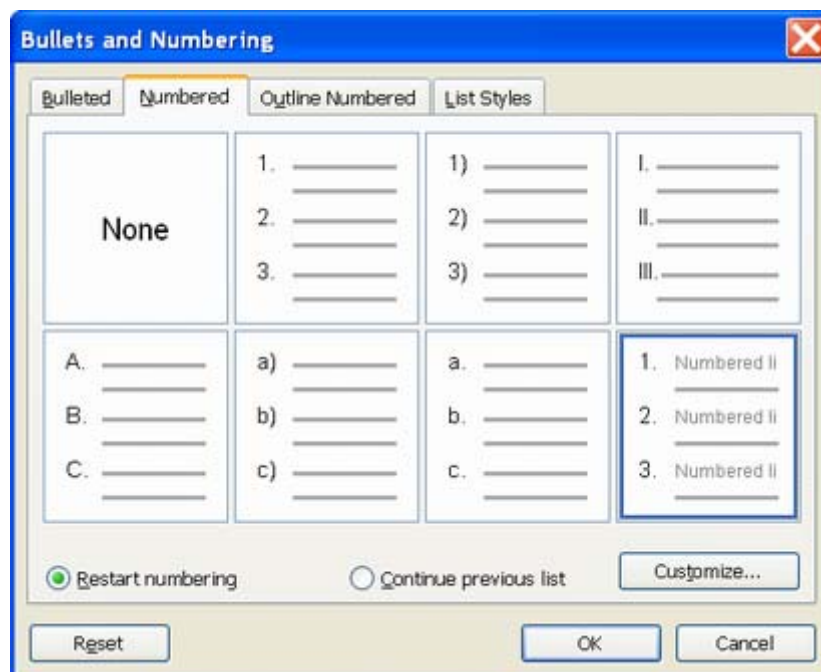 Bullets and Numbering
Bulleted
Numbered
Outline Numbered
List Styles
None
1.
2.
3.
1)
2)
3)
I.
II.
III.
A.
B.
C.
a)
b)
c)
a.
b.
c.
1. Numbered li
2. Numbered li
3. Numbered li
Restart numbering
Continue previous list
Customize...
Reset
OK
Cancel